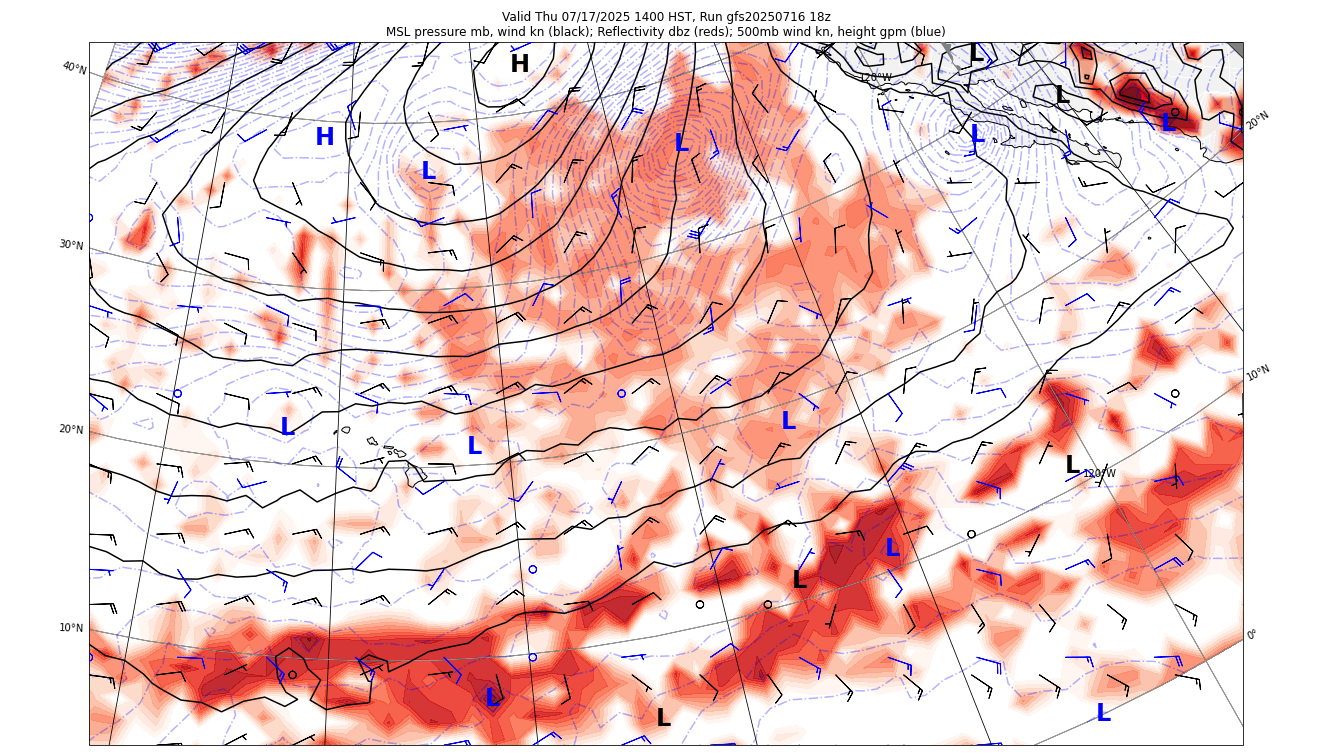 Valid Thu 07/17/2025 1400 HST, Run gfs20250716 18z
MSL pressure mb, wind kn (black); Reflectivity dbz (reds); 500mb wind kn, height gpm (blue)
H
L
40°N
120°W
L
20°N
H
L
L
L
L
30°N
10°N
L
L
L
20°N
L
120°W
L
L
10°N
0°
L
L
L